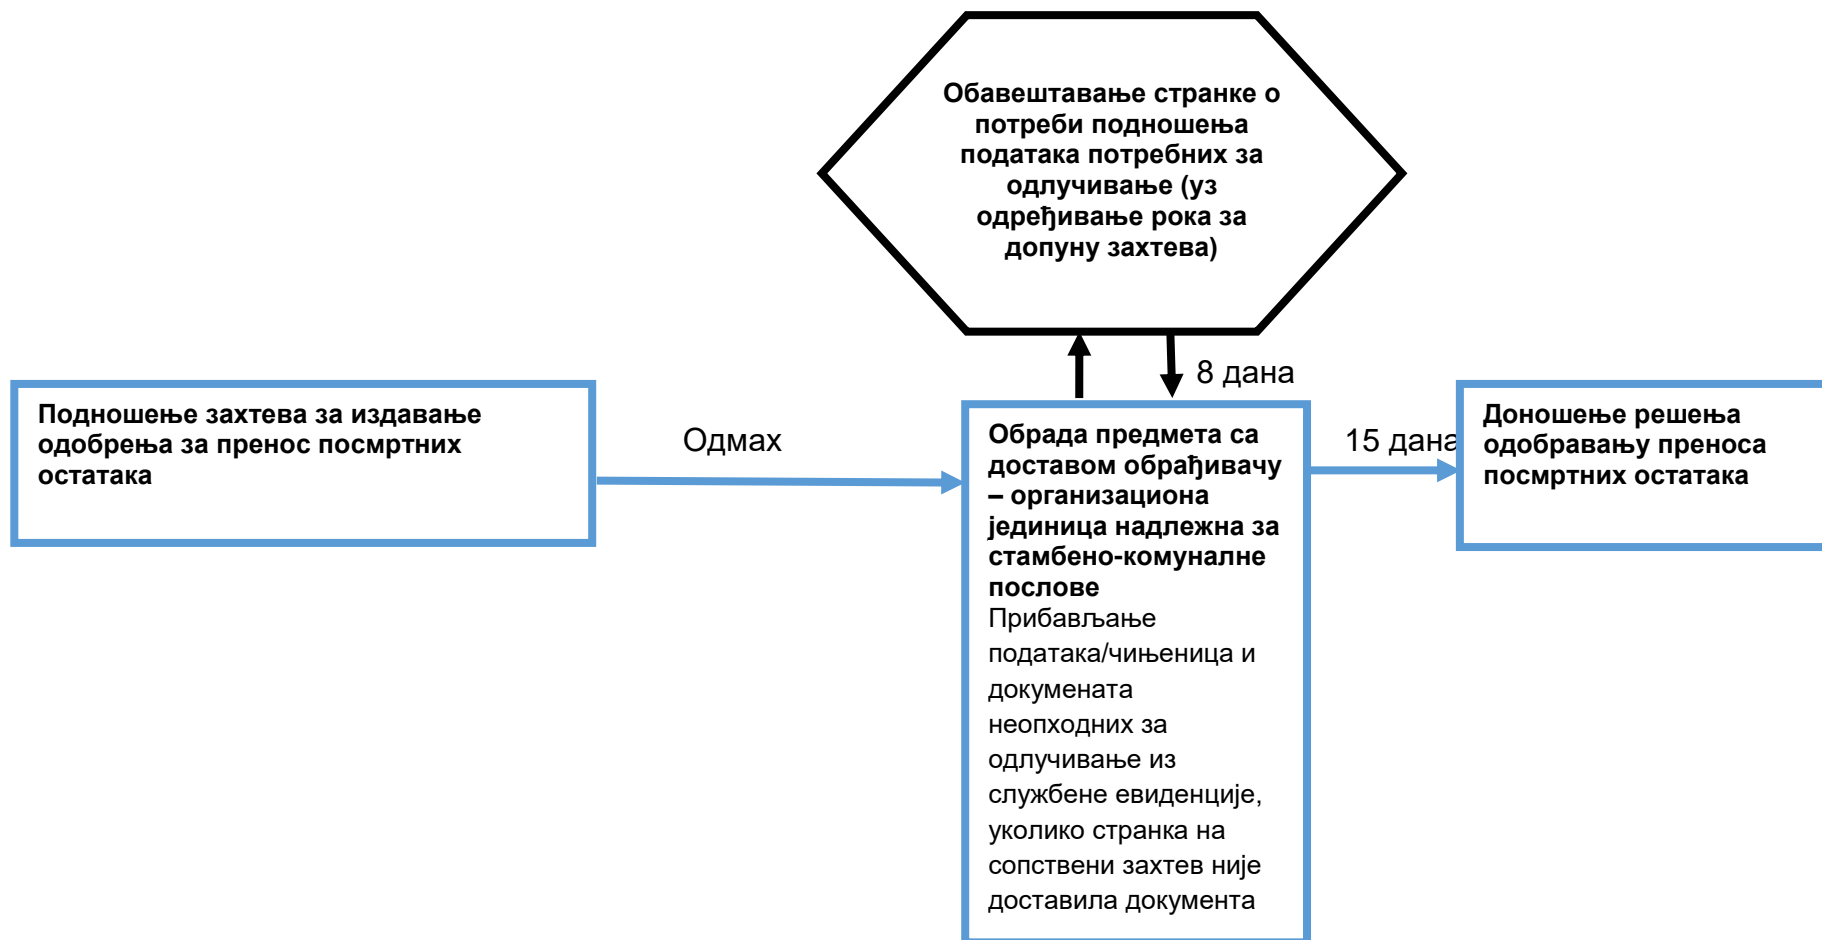 Обавештавање странке о
потреби подношења
података потребних за
одлучивање (уз
одређивање рока за
допуну захтева)
8 дана
Подношење захтева за издавање
одобрења за пренос посмртних
остатака
Одмах
Обрада предмета са
доставом обрађивачу
– организациона
јединица надлежна за
стамбено-комуналне
послове
Прибављање
података/чињеница и
докумената
неопходних за
одлучивање из
службене евиденције,
уколико странка на
сопствени захтев није
доставила документа
15 дана
Доношење решења
одобравању преноса
посмртних остатака